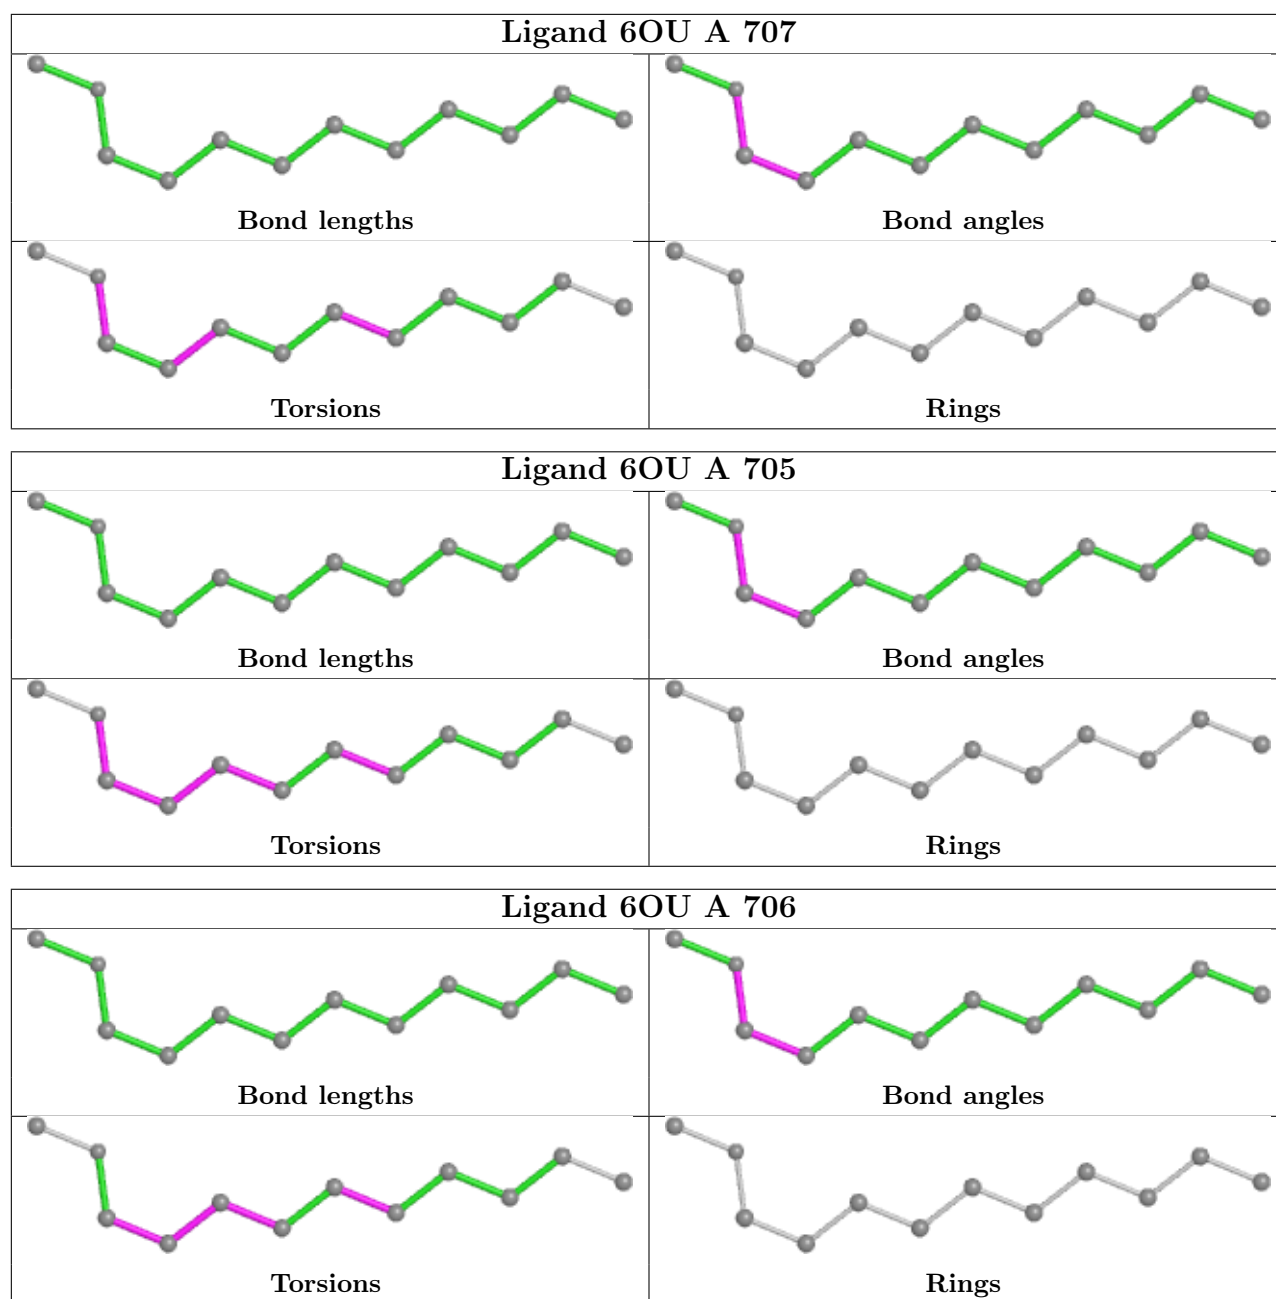 Ligand 6OU A 707
Bond lengths
Bond angles
Torsions
Rings
Ligand 6OU A 705
Bond lengths
Bond angles
Torsions
Rings
Ligand 6OU A 706
Bond lengths
Bond angles
Torsions
Rings